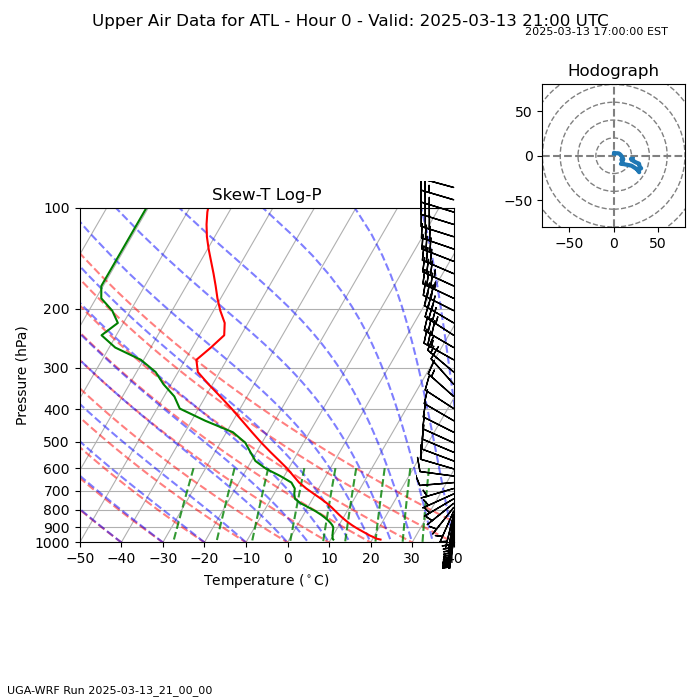 Upper Air Data for ATL - Hour 0 - Valid: 2025-03-13 21:00 UTC
2025-03-13 17:00:00 EST
Hodograph
50
0
−50
−50 0 50
Skew-T Log-P
100
200
300
400
500
600
700
800
900
1000
Pressure (hPa)
−50 −40 −30 −20 −10 0 10 20 30 40
Temperature (°C)
UGA-WRF Run 2025-03-13_21_00_00